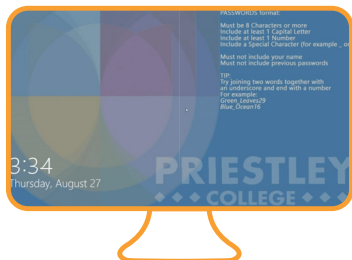 PASSWORDS format:
Must be 8 Characters or more
Include at least 1 Capital Letter
Include at least 1 Number
Include a Special Character (for example _ or
Must not include your name
Must not include previous passwords
TIP:
Try joining two words together with
an underscore and end with a number
For example:
Green_Leaves29
Blue_Ocean16
3:34
Thursday, August 27
PRIESTLEY
COLLEGE